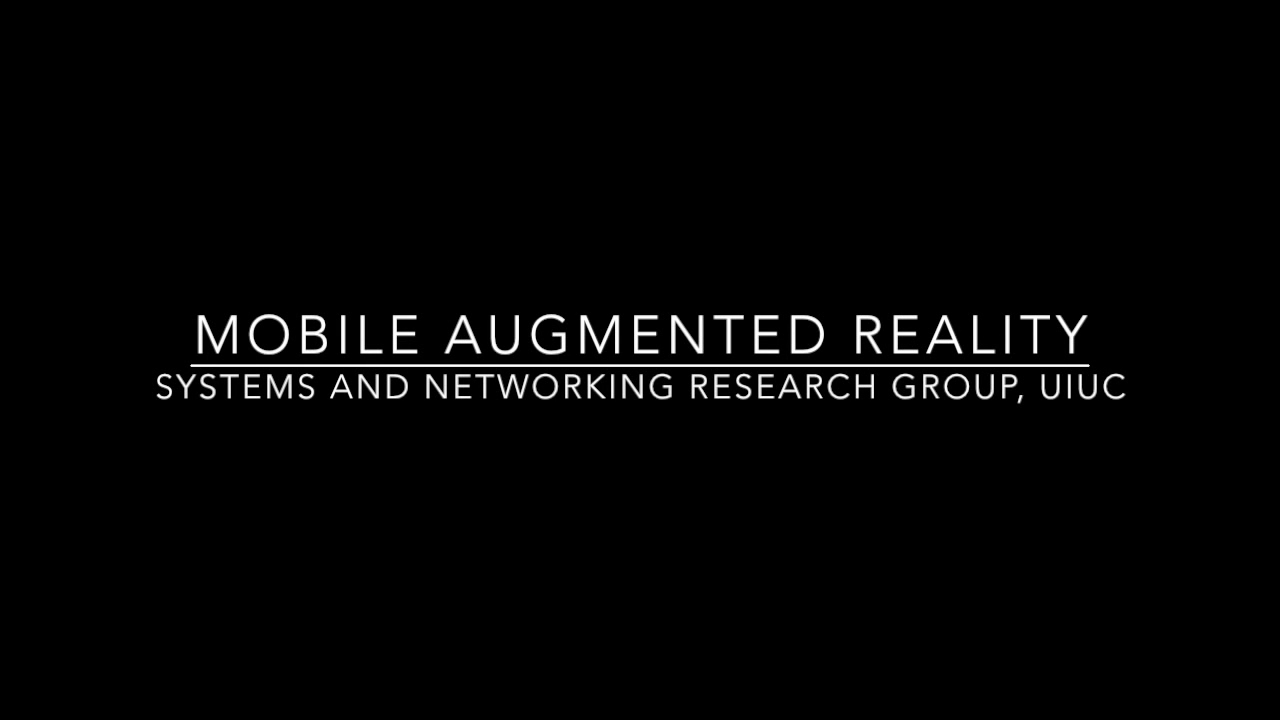 MOBILE AUGMENTED REALITY
SYSTEMS AND NETWORKING RESEARCH GROUP, UIUC